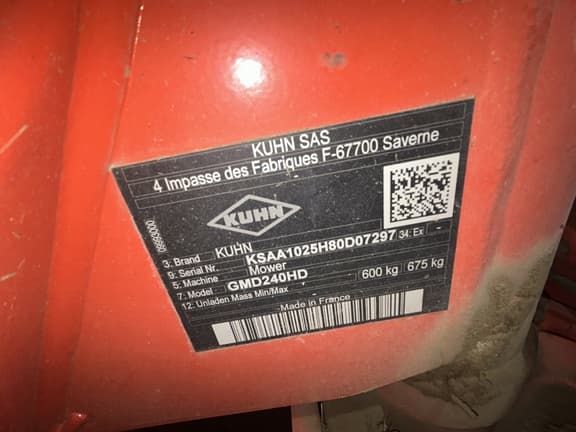 KUHN SAS
4 Impasse des Fabriques F-67700 Saverne
KUHN
3: Brand KUHN
9: Serial Nr. KSAA1025H80D07297 34: Ex -
5: Machine Mower
7: Model GMD240HD
12: Unladen Mass Min/Max 600 kg 675 kg
Made in France